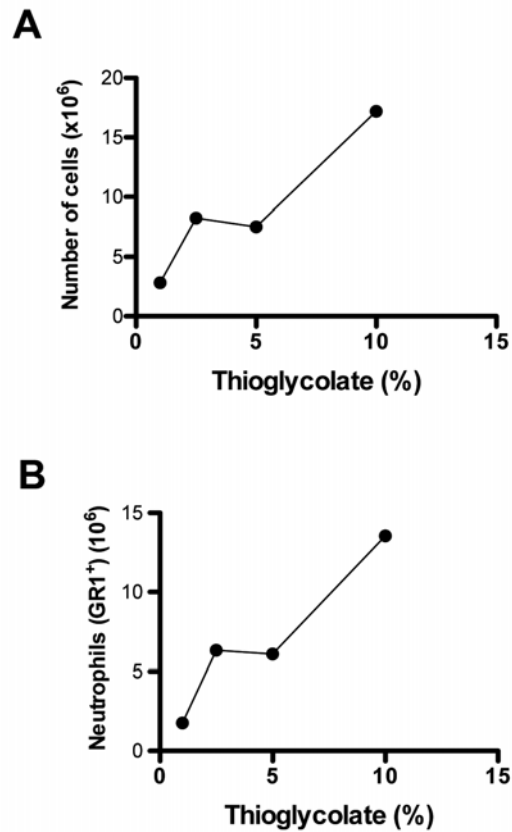 A
Number of cells (x10⁶)
20
15
10
5
0
0 5 10 15
Thioglycolate (%)
B
Neutrophils (GR1⁺) (10⁶)
15
10
5
0
0 5 10 15
Thioglycolate (%)